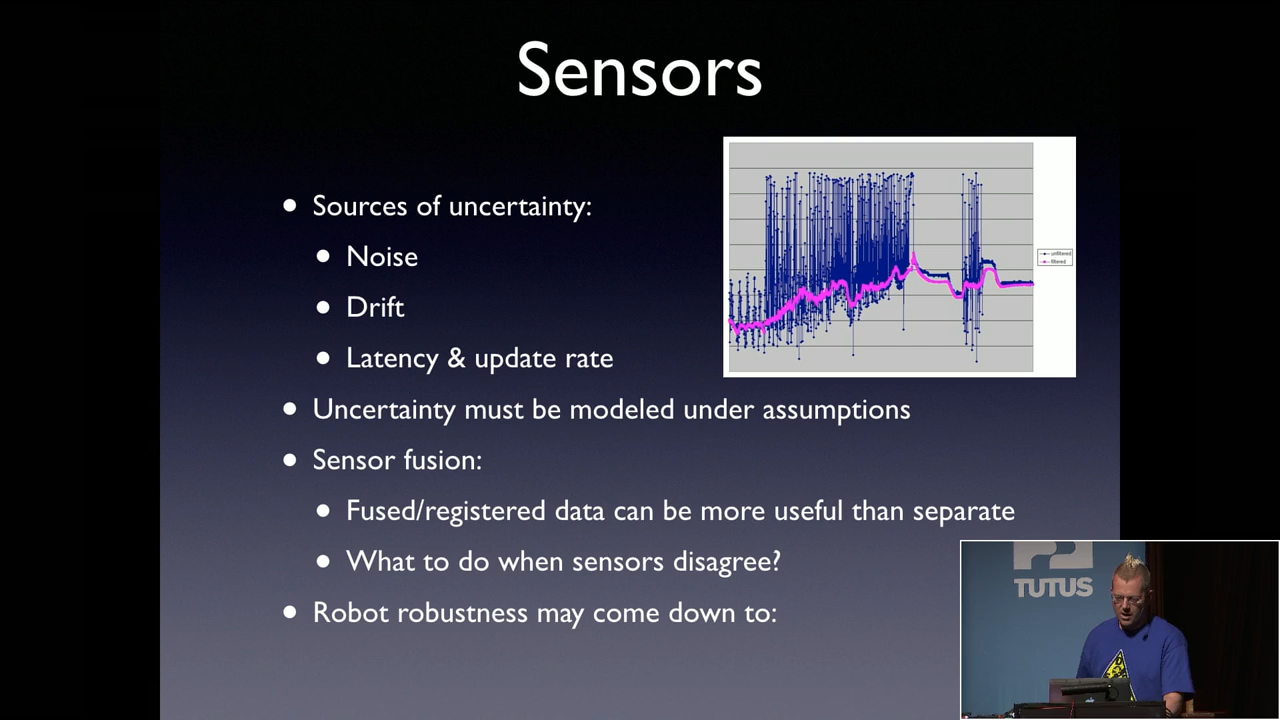 Sensors
Sources of uncertainty:
Noise
Drift
Latency & update rate
Uncertainty must be modeled under assumptions
Sensor fusion:
Fused/registered data can be more useful than separate
What to do when sensors disagree?
Robot robustness may come down to:
unfiltered
filtered
TUTUS